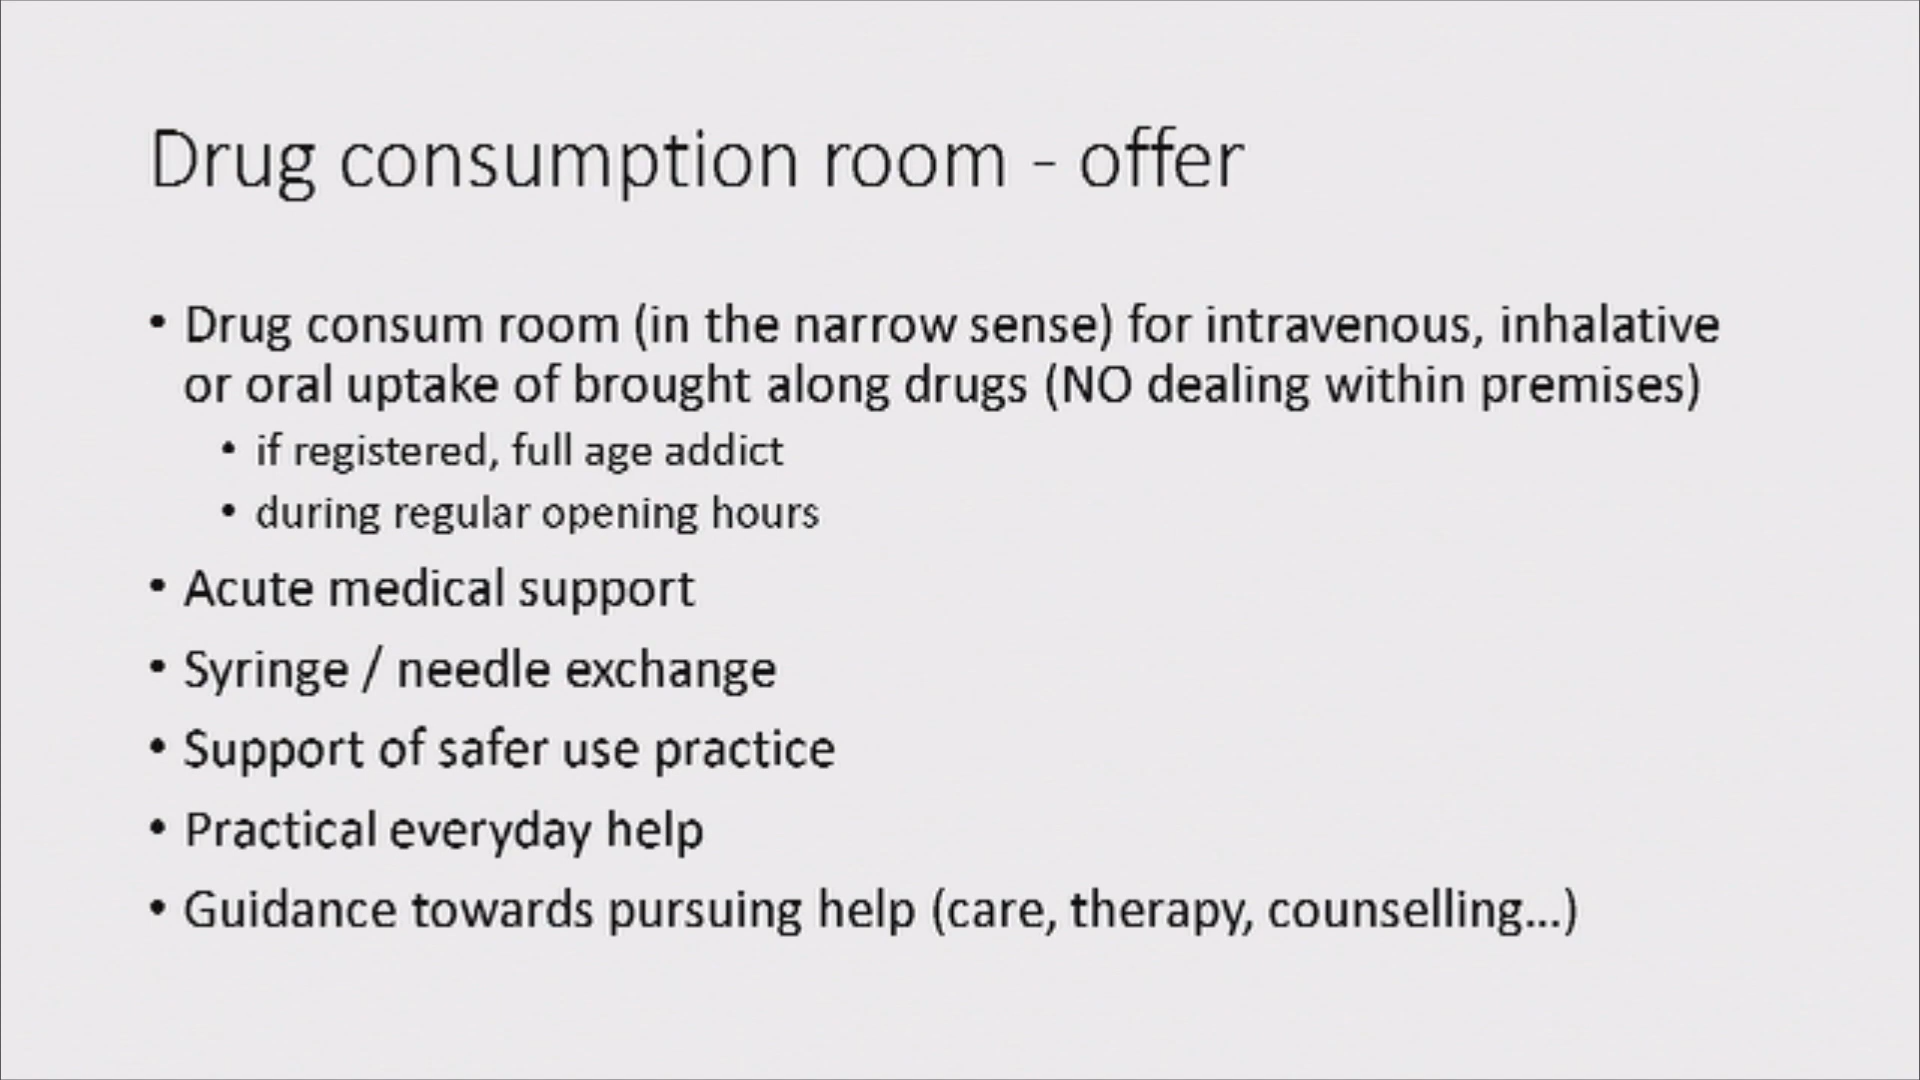 Drug consumption room - offer
• Drug consum room (in the narrow sense) for intravenous, inhalative
or oral uptake of brought along drugs (NO dealing within premises)
• if registered, full age addict
• during regular opening hours
• Acute medical support
• Syringe / needle exchange
• Support of safer use practice
• Practical everyday help
• Guidance towards pursuing help (care, therapy, counselling...)